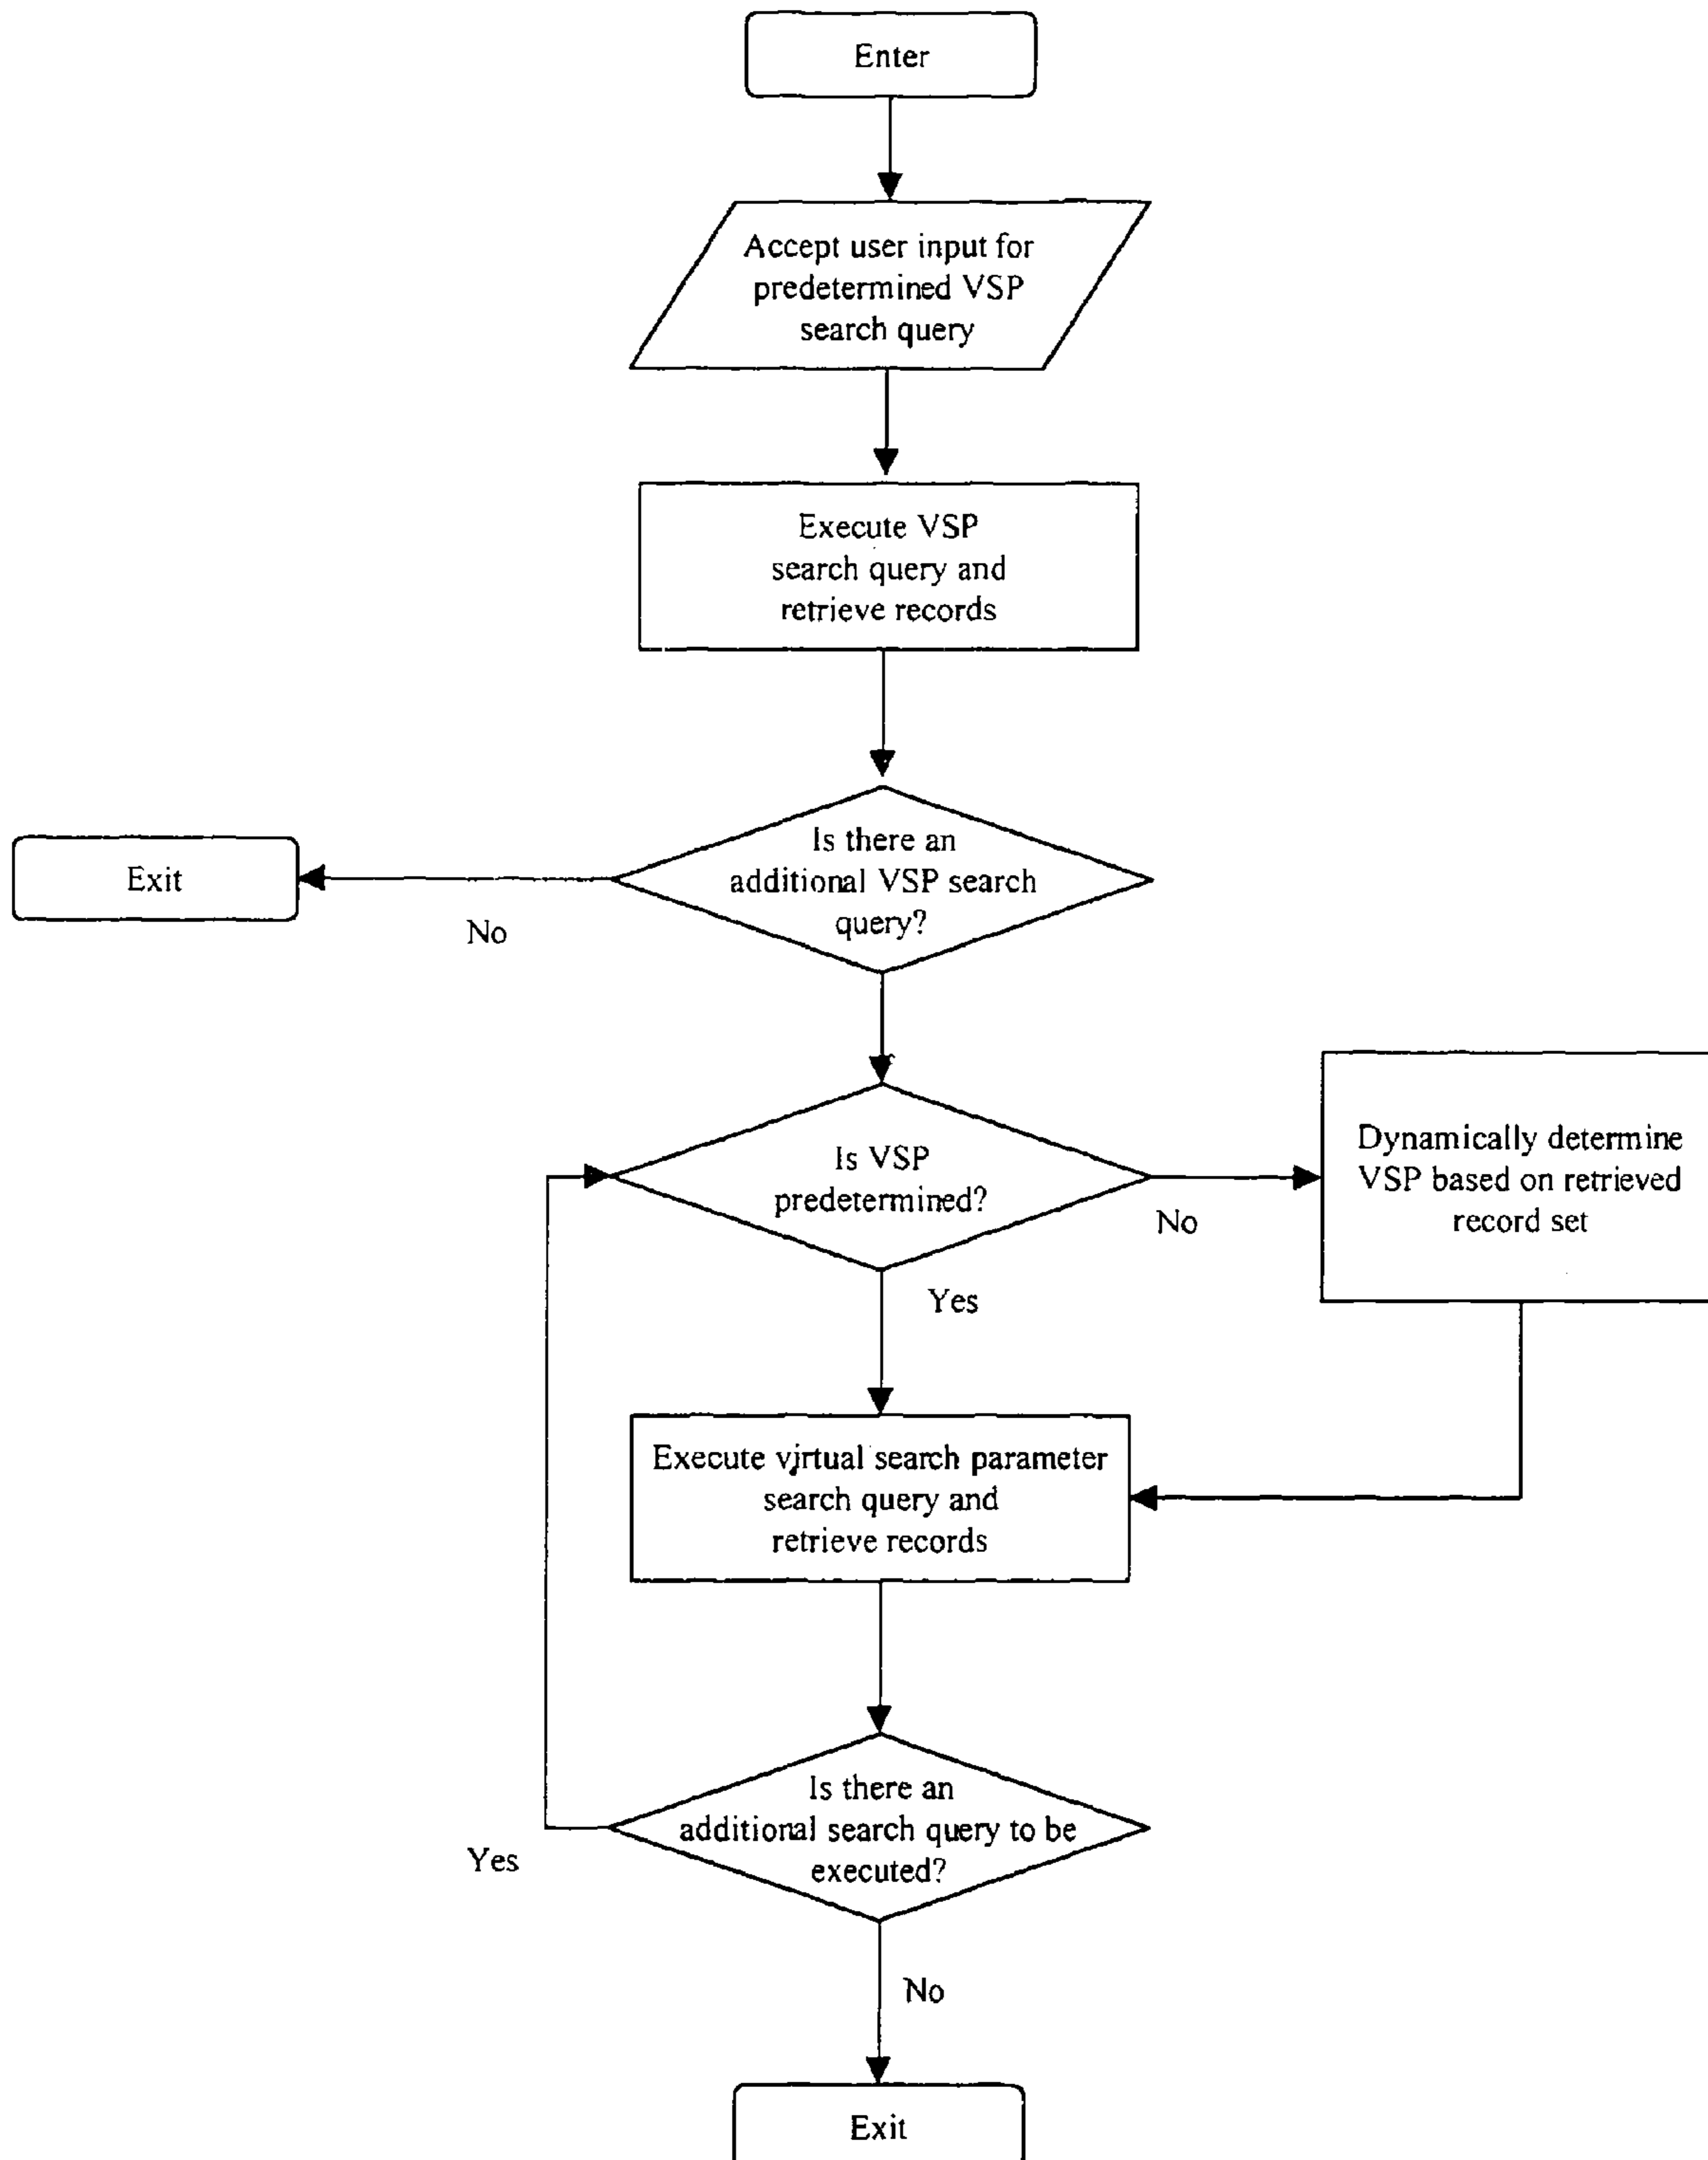 Enter
Accept user input for
predetermined VSP
search query
Execute VSP
search query and
retrieve records
Is there an
additional VSP search
query?
Exit
No
Is VSP
predetermined?
No
Dynamically determine
VSP based on retrieved
record set
Yes
Execute virtual search parameter
search query and
retrieve records
Is there an
additional search query to be
executed?
Yes
No
Exit